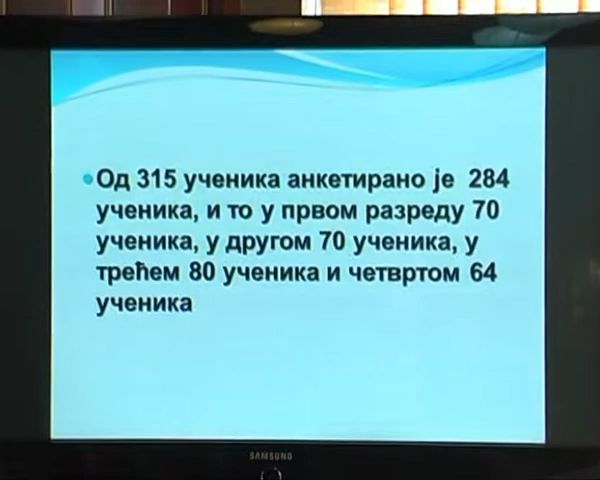 Од 315 ученика анкетирано је 284
ученика, и то у првом разреду 70
ученика, у другом 70 ученика, у
трећем 80 ученика и четвртом 64
ученика
SAMSUNG